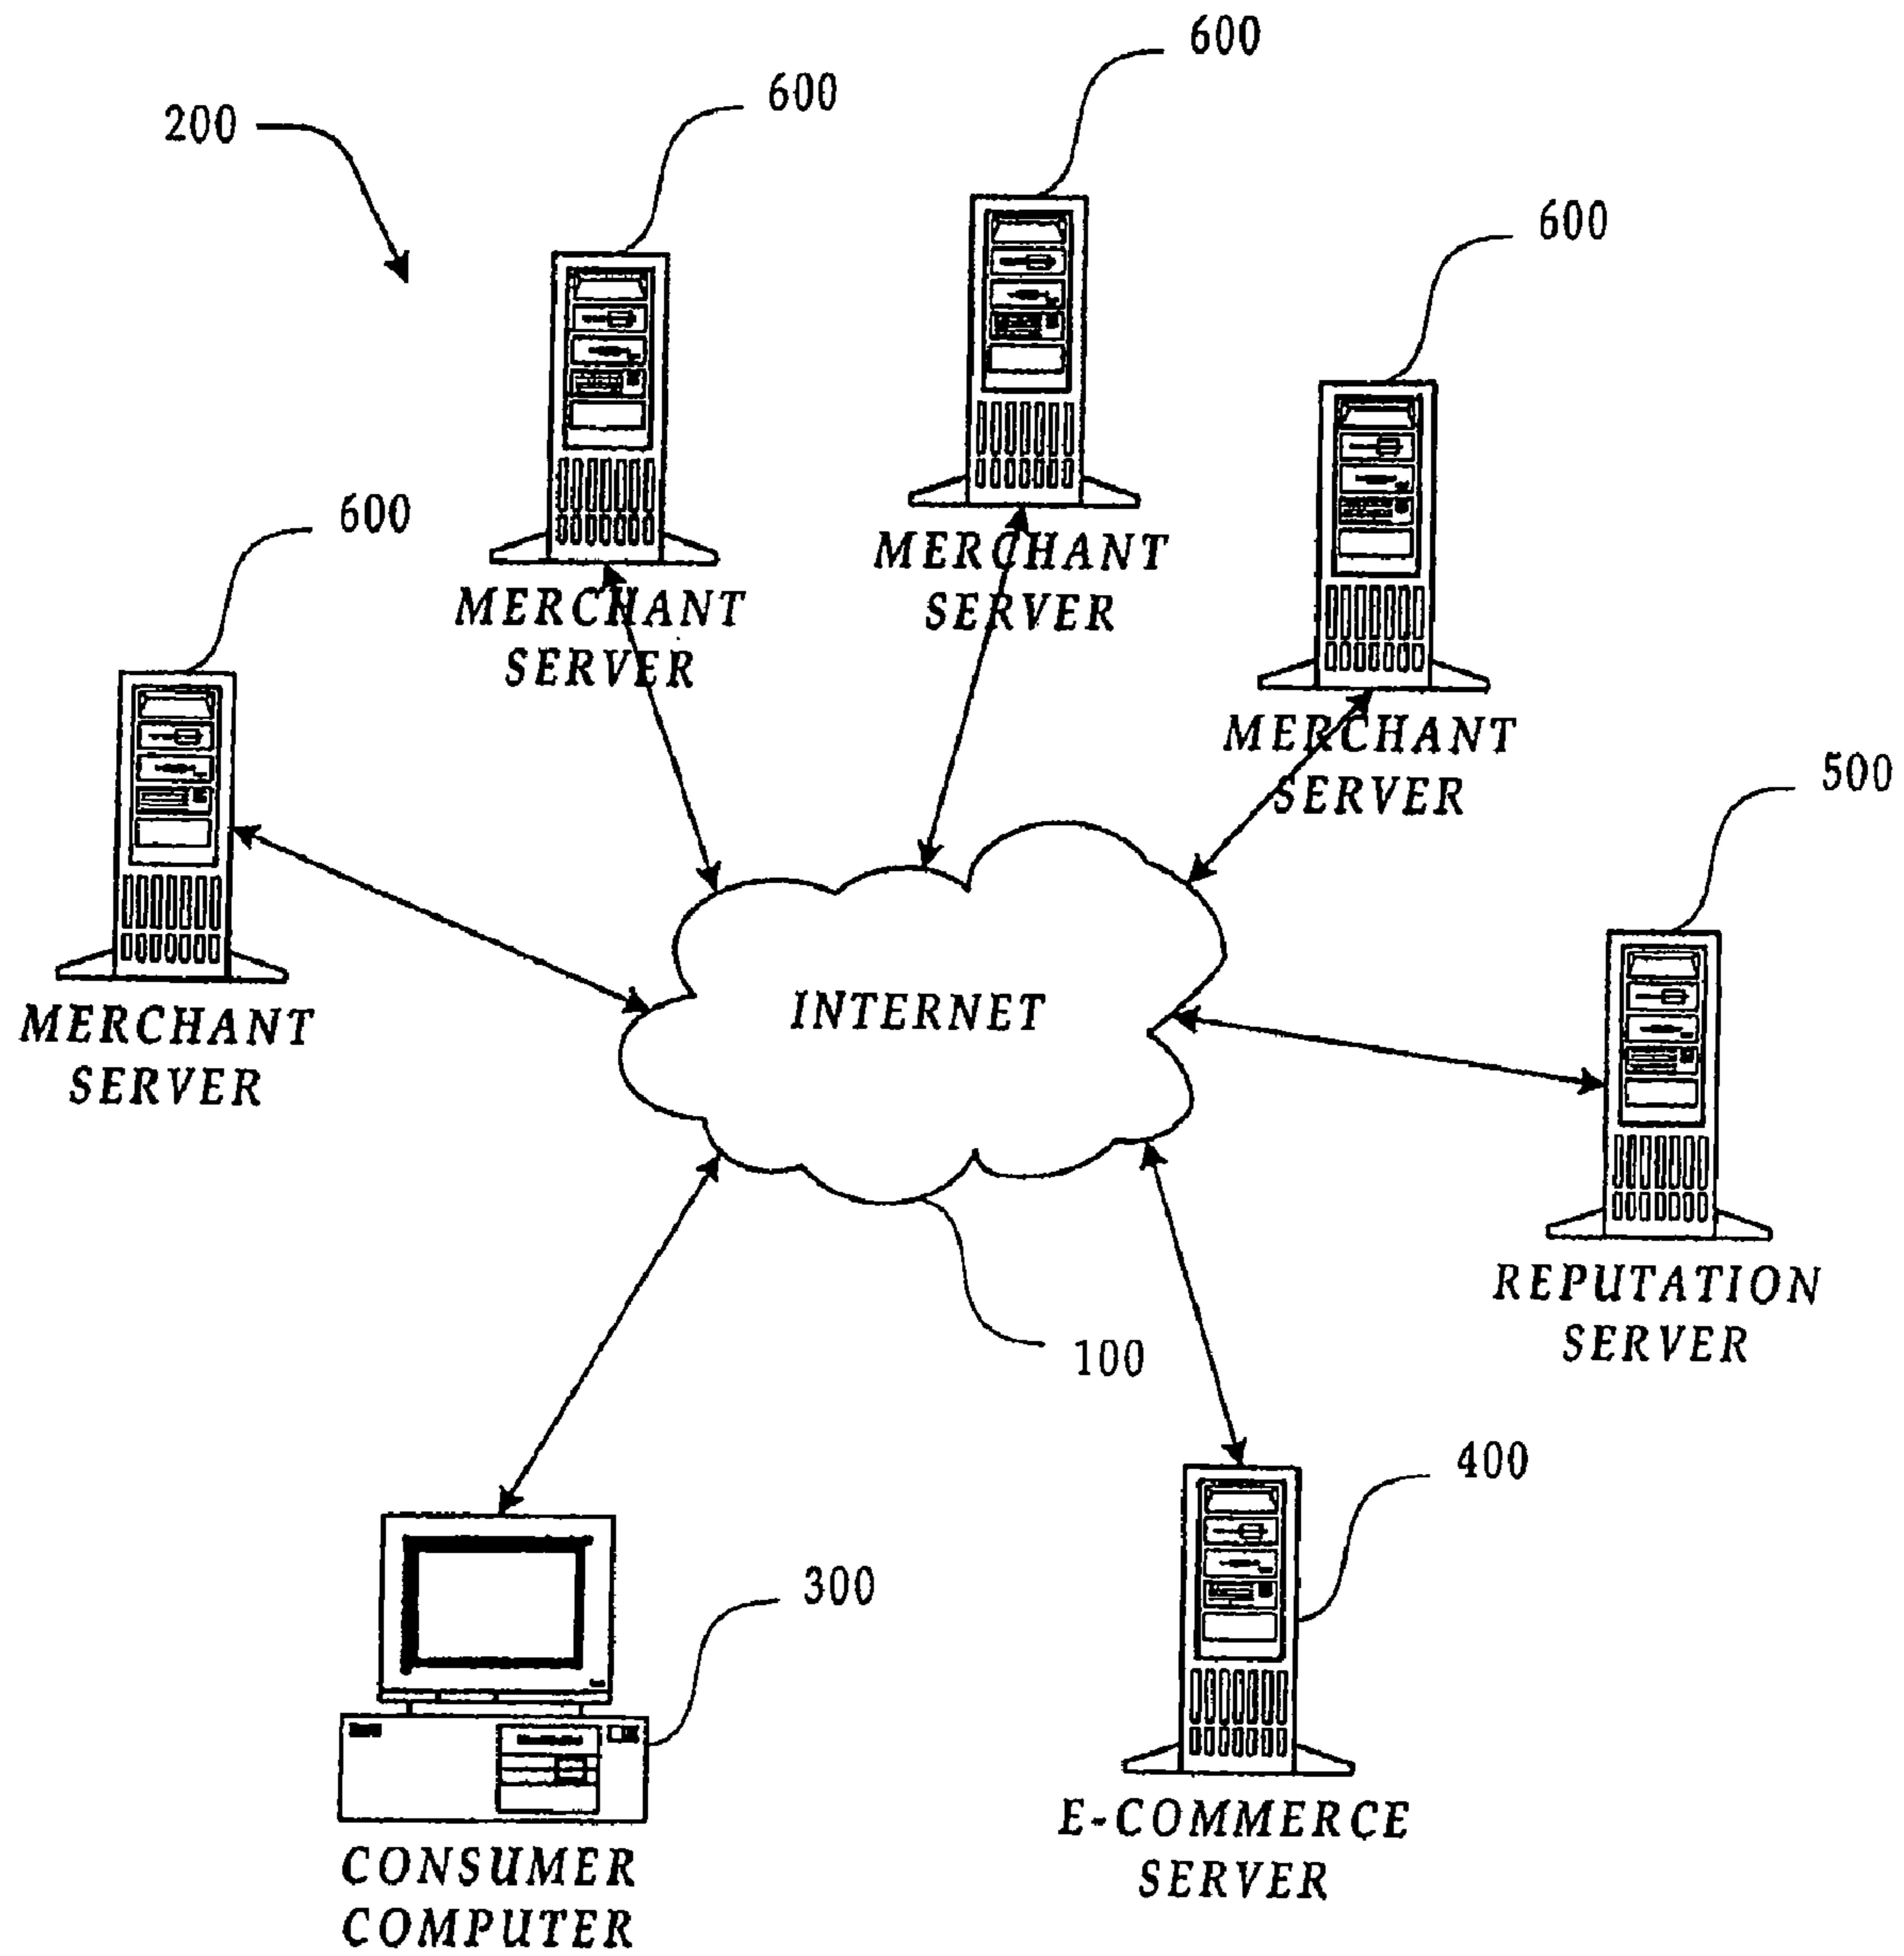 600
600
200
600
600
MERCHANT
SERVER
MERCHANT
SERVER
MERCHANT
SERVER
500
MERCHANT
SERVER
INTERNET
REPUTATION
SERVER
100
400
300
E-COMMERCE
SERVER
CONSUMER
COMPUTER